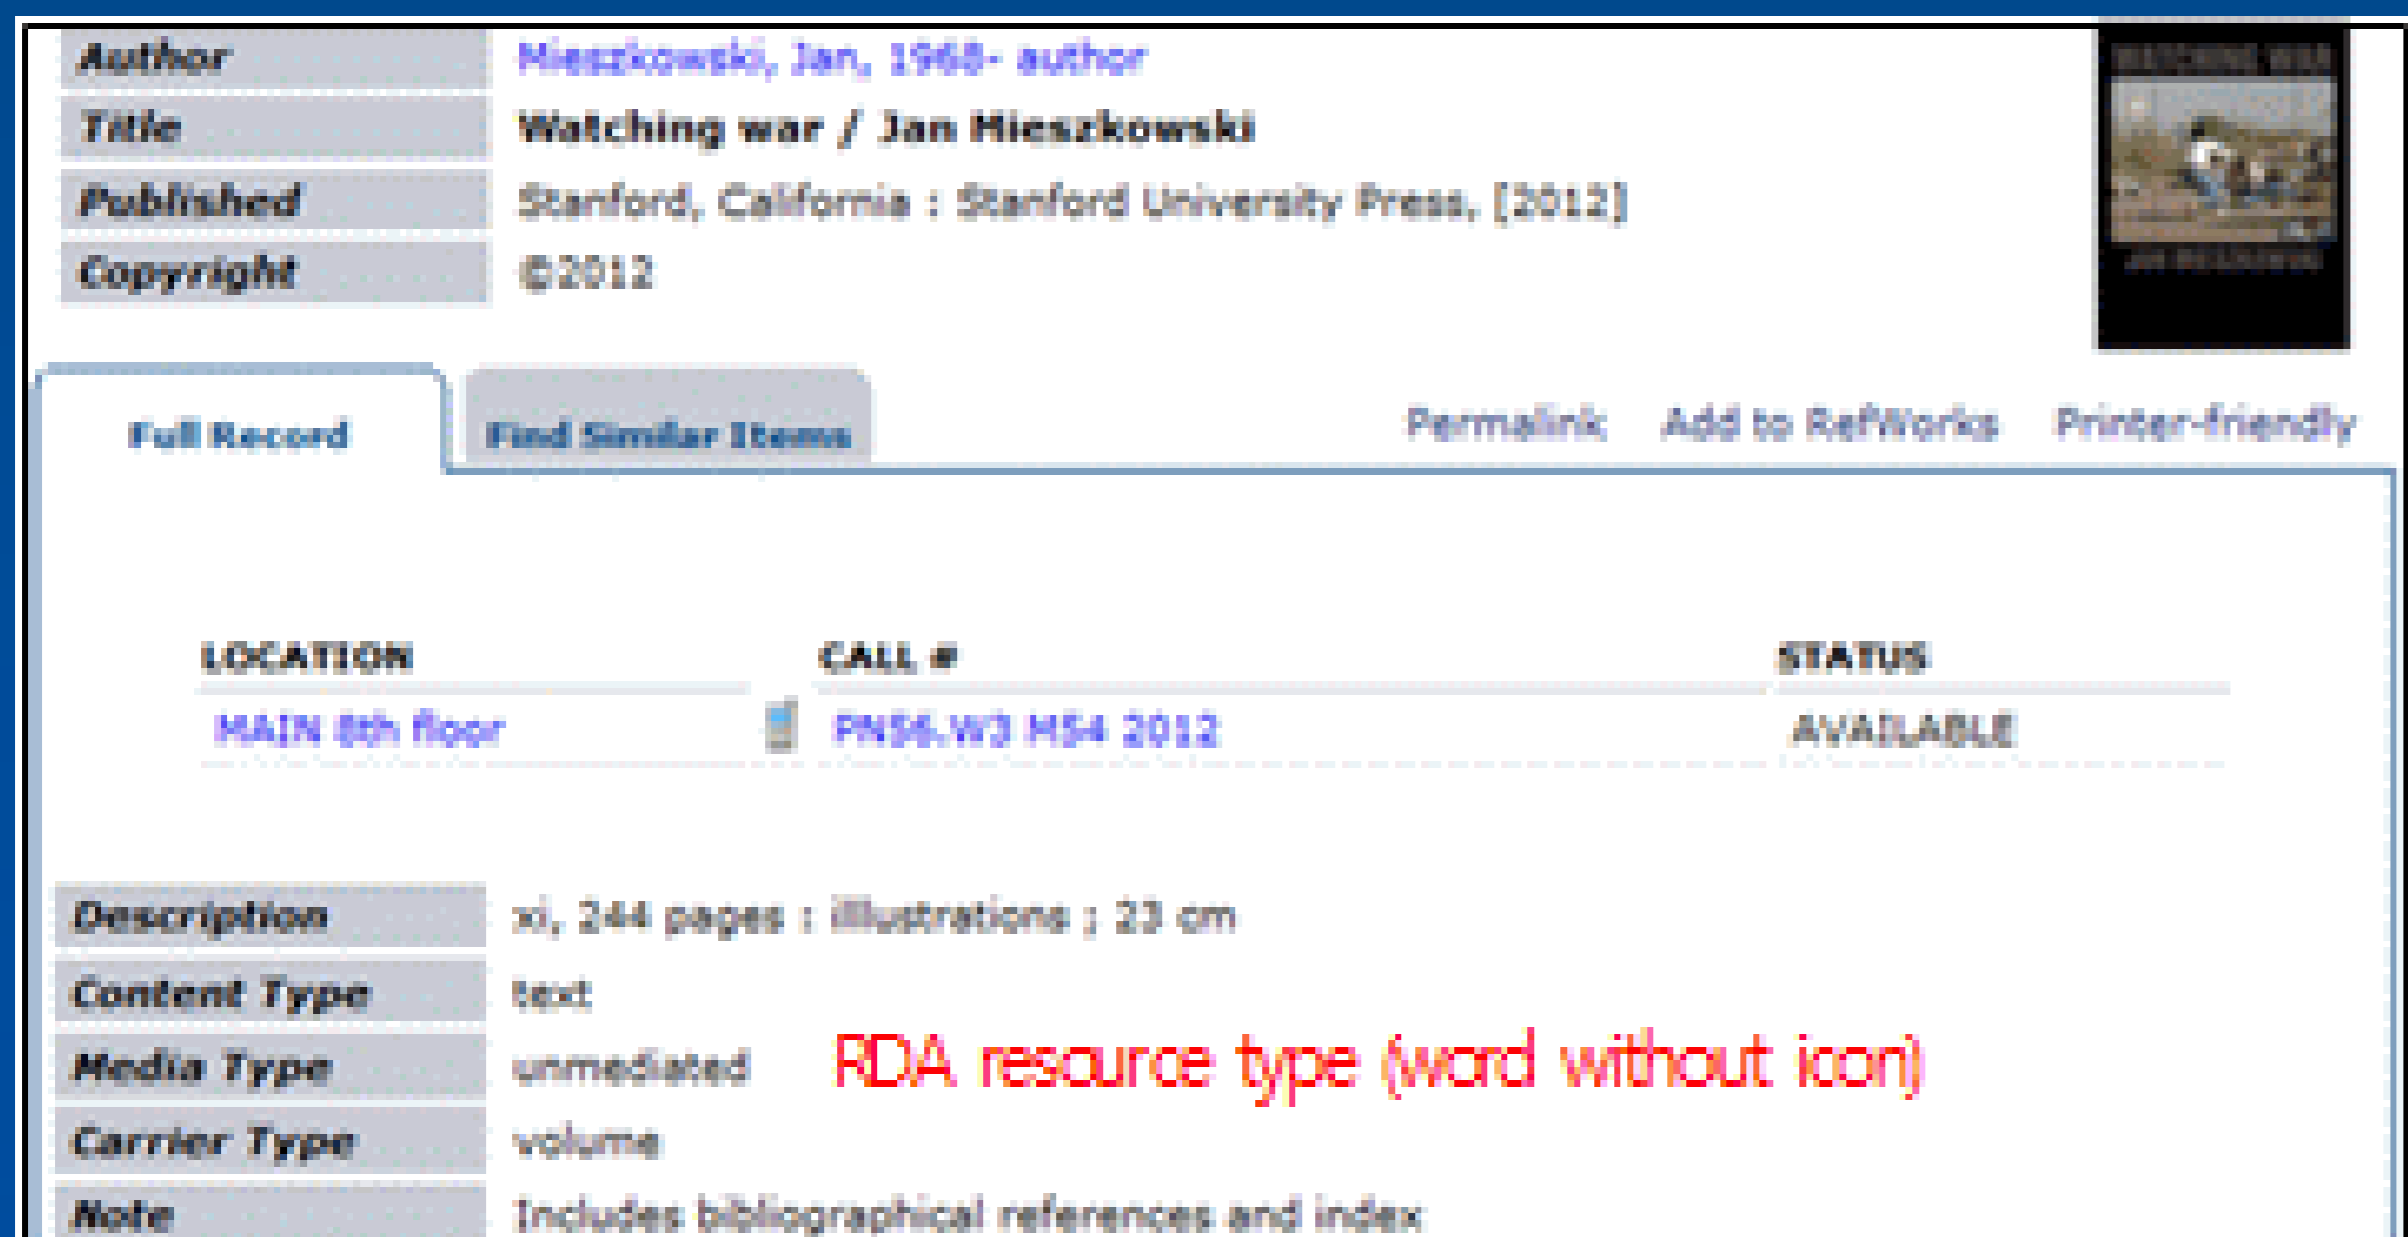 Author Mieszkowski, Jan, 1968- author
Title Watching war / Jan Mieszkowski
Published Stanford, California : Stanford University Press, [2012]
Copyright ©2012
WATCHING WAR
Full Record Find Similar Items Permalink Add to RefWorks Printer-friendly
LOCATION CALL # STATUS
MAIN 8th floor PN56.W3 M54 2012 AVAILABLE
Description xi, 244 pages : illustrations ; 23 cm
Content Type text
Media Type unmediated RDA resource type (word without icon)
Carrier Type volume
Note Includes bibliographical references and index